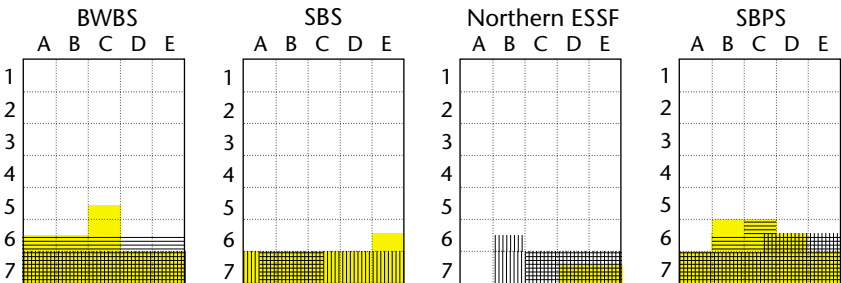 BWBS SBS Northern ESSF SBPS
A B C D E A B C D E A B C D E A B C D E
1 1 1 1
2 2 2 2
3 3 3 3
4 4 4 4
5 5 5 5
6 6 6 6
7 7 7 7